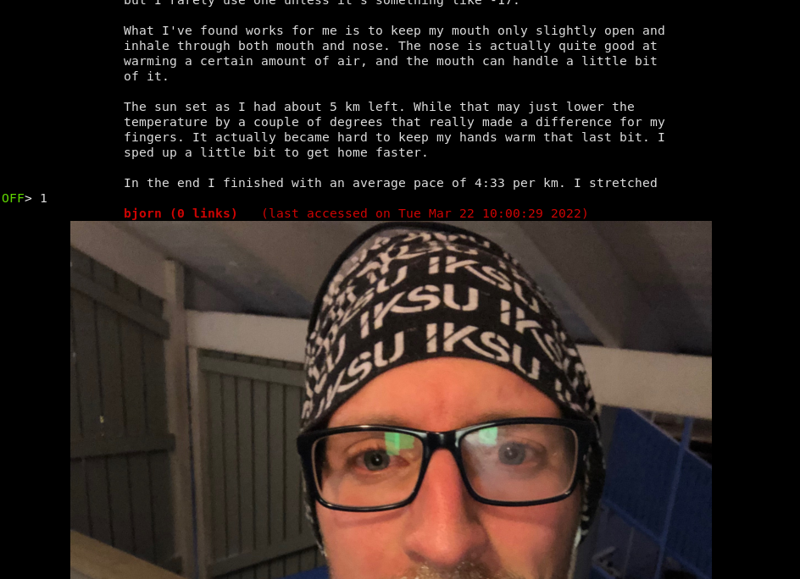 but I rarely use one unless it's something like -17.
What I've found works for me is to keep my mouth only slightly open and
inhale through both mouth and nose. The nose is actually quite good at
warming a certain amount of air, and the mouth can handle a little bit
of it.
The sun set as I had about 5 km left. While that may just lower the
temperature by a couple of degrees that really made a difference for my
fingers. It actually became hard to keep my hands warm that last bit. I
sped up a little bit to get home faster.
In the end I finished with an average pace of 4:33 per km. I stretched
OFF> 1
bjorn (0 links) (last accessed on Tue Mar 22 10:00:29 2022)
IKSU IKSU
IKSU IKSU IKSU
IKSU IKSU IKSU